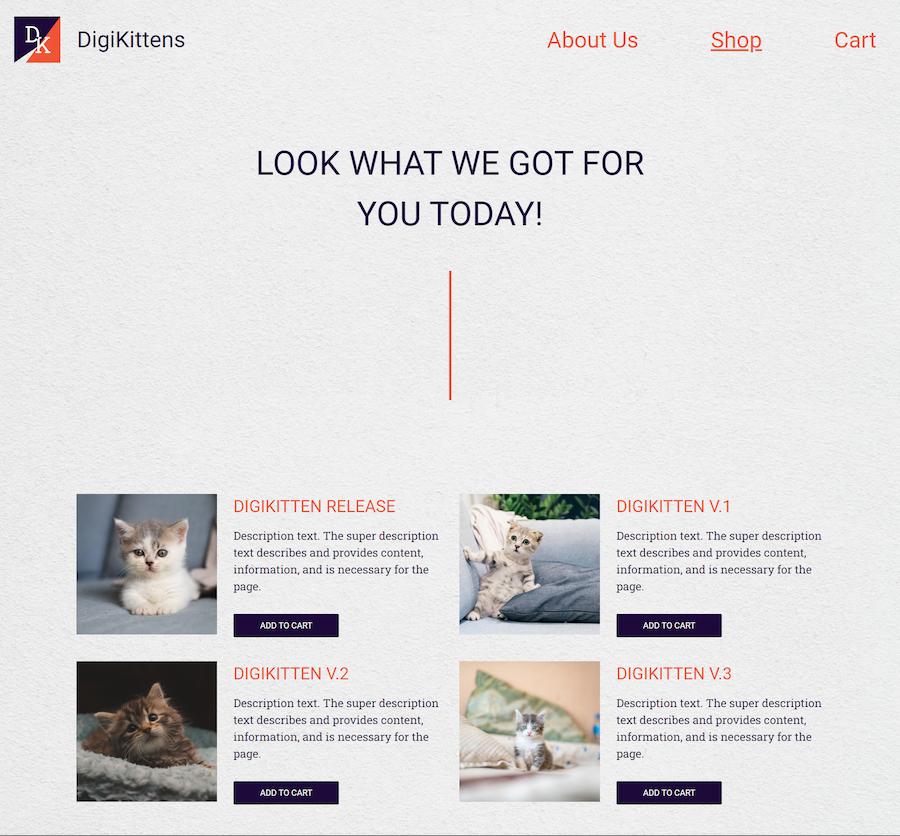 DK
DigiKittens
About Us
Shop
Cart
LOOK WHAT WE GOT FOR
YOU TODAY!
DIGIKITTEN RELEASE
Description text. The super description
text describes and provides content,
information, and is necessary for the
page.
ADD TO CART
DIGIKITTEN V.1
Description text. The super description
text describes and provides content,
information, and is necessary for the
page.
ADD TO CART
DIGIKITTEN V.2
Description text. The super description
text describes and provides content,
information, and is necessary for the
page.
ADD TO CART
DIGIKITTEN V.3
Description text. The super description
text describes and provides content,
information, and is necessary for the
page.
ADD TO CART